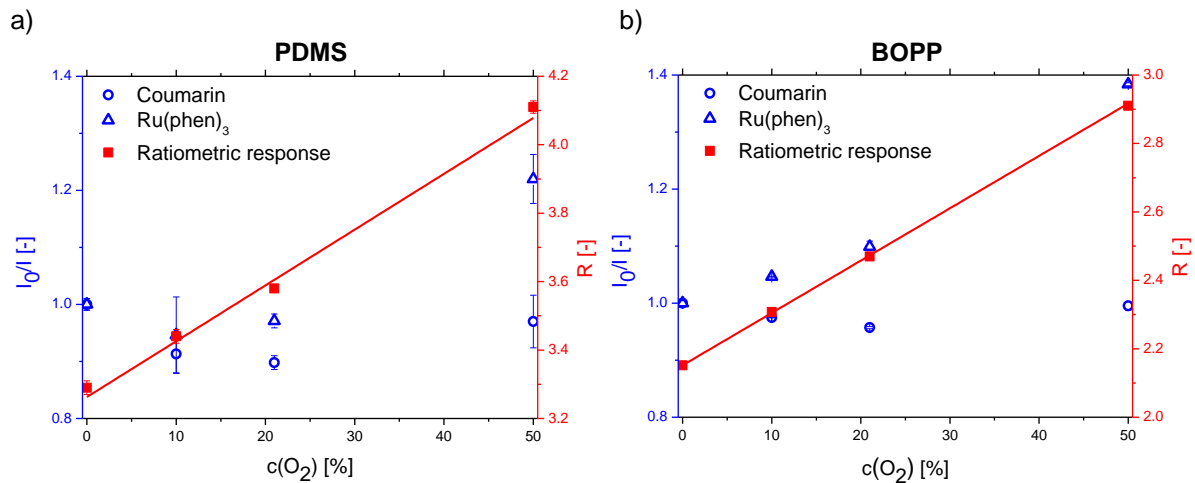 a)
PDMS
Coumarin
Ru(phen)₃
Ratiometric response
I₀/I [-]
0.8
1.0
1.2
1.4
R [-]
3.2
3.4
3.6
3.8
4.0
4.2
0 10 20 30 40 50
c(O₂) [%]
b)
BOPP
Coumarin
Ru(phen)₃
Ratiometric response
I₀/I [-]
0.8
1.0
1.2
1.4
R [-]
2.0
2.2
2.4
2.6
2.8
3.0
0 10 20 30 40 50
c(O₂) [%]